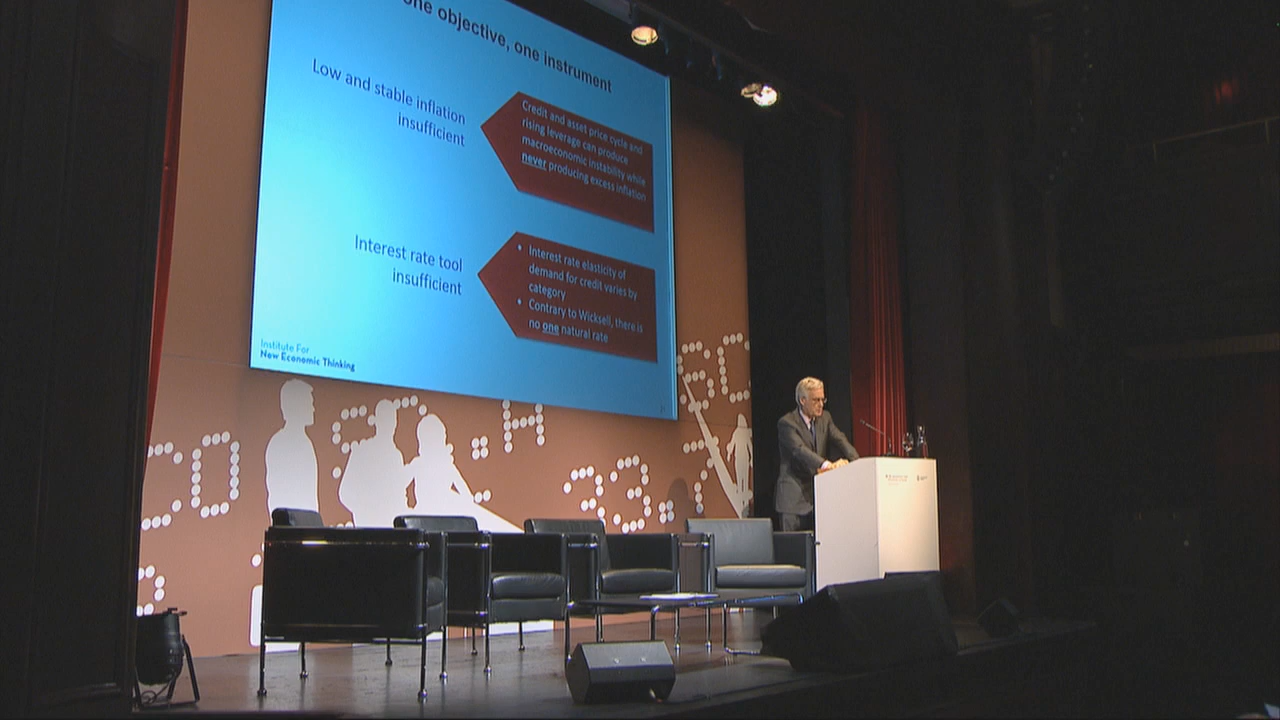 one objective, one instrument
Low and stable inflation
insufficient
Credit and asset price cycle and
rising leverage can produce
macroeconomic instability while
never producing excess inflation
Interest rate tool
insufficient
• Interest rate elasticity of
demand for credit varies by
category
• Contrary to Wicksell, there is
no one natural rate
Institute For
New Economic Thinking